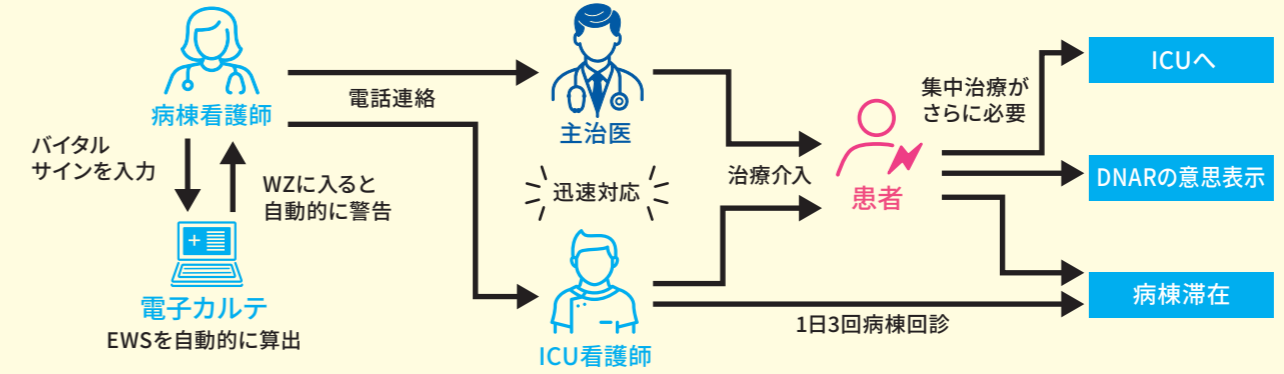 病棟看護師
バイタル
サインを入力
WZに入ると
自動的に警告
電子カルテ
EWSを自動的に算出
電話連絡
主治医
迅速対応
ICU看護師
治療介入
患者
1日3回病棟回診
集中治療が
さらに必要
ICUへ
DNARの意思表示
病棟滞在